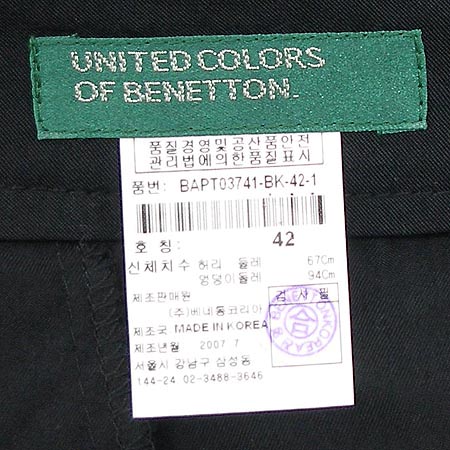 UNITED COLORS
OF BENETTON.
품질경영및공산품안전
관리법에의한품질표시
품번: BAPT03741-BK-42-1
호 칭: 42
신체치수 허리 둘레 67Cm
엉덩이둘레 94Cm
제조판매원 검 사 필
(주)베네통코리아
제조국 MADE IN KOREA
제조년월 2007. 7
서울시 강남구 삼성동
144-24 02-3488-3646